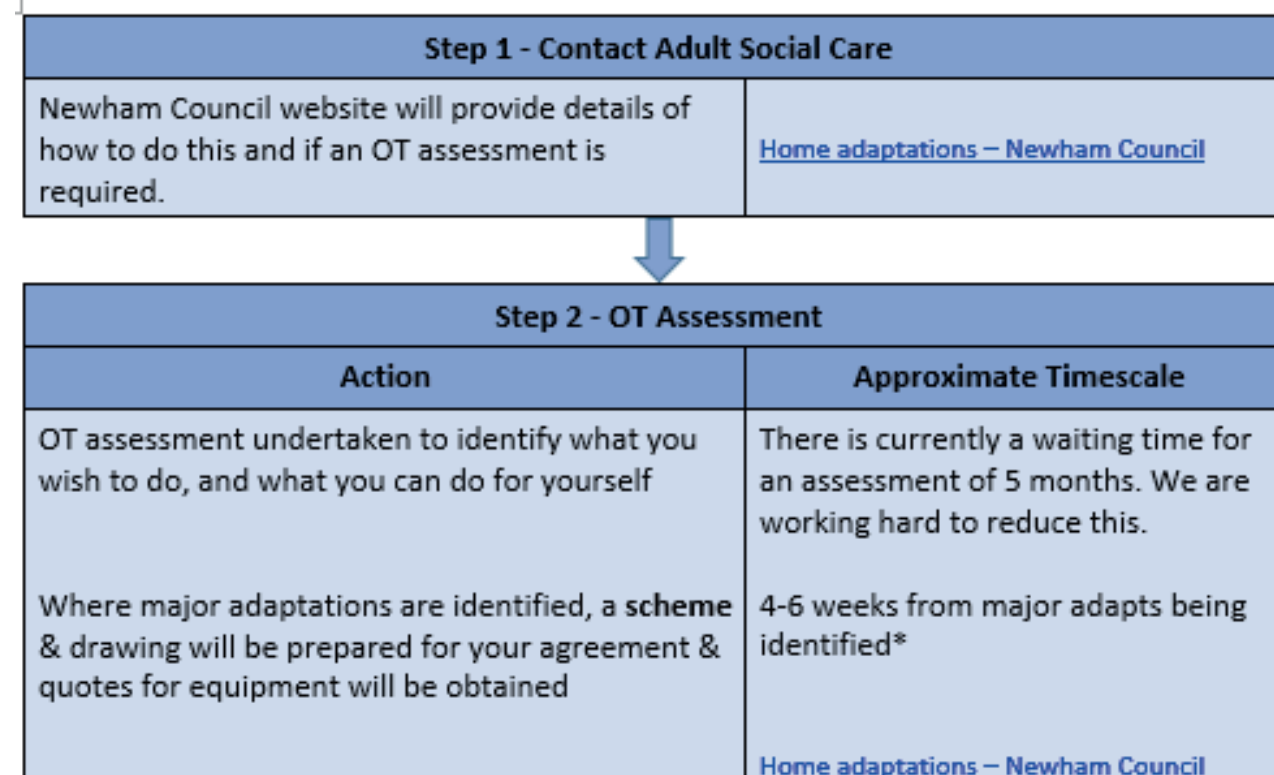 Step 1 - Contact Adult Social Care
Newham Council website will provide details of
how to do this and if an OT assessment is
required.
Home adaptations – Newham Council
Step 2 - OT Assessment
Action
Approximate Timescale
OT assessment undertaken to identify what you
wish to do, and what you can do for yourself
There is currently a waiting time for
an assessment of 5 months. We are
working hard to reduce this.
Where major adaptations are identified, a scheme
& drawing will be prepared for your agreement &
quotes for equipment will be obtained
4-6 weeks from major adapts being
identified*
Home adaptations – Newham Council